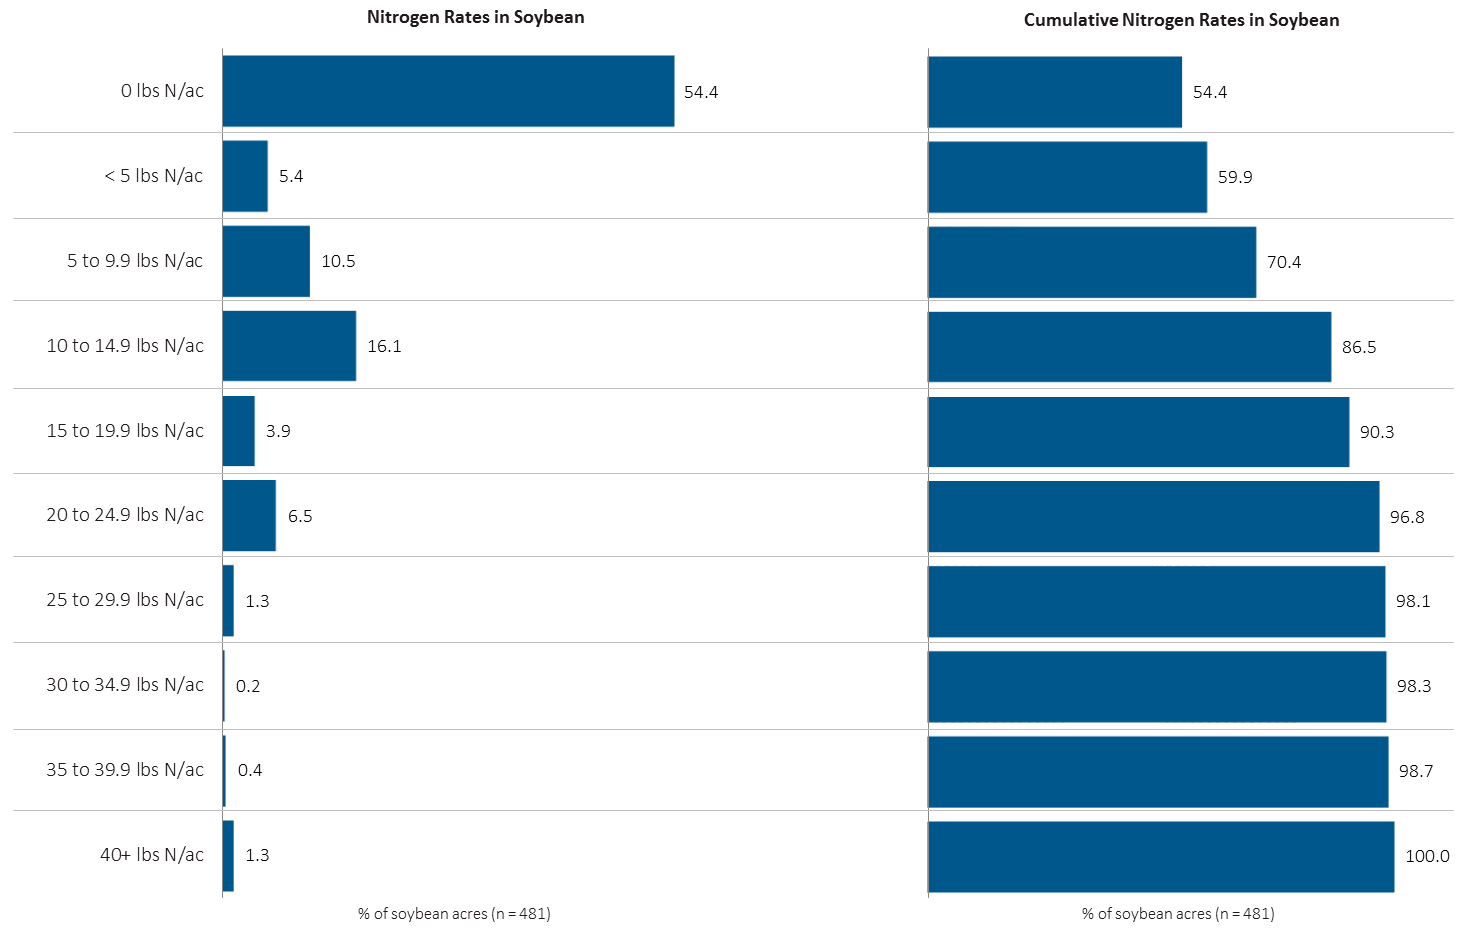 Nitrogen Rates in Soybean
Cumulative Nitrogen Rates in Soybean
0 lbs N/ac 54.4 54.4
< 5 lbs N/ac 5.4 59.9
5 to 9.9 lbs N/ac 10.5 70.4
10 to 14.9 lbs N/ac 16.1 86.5
15 to 19.9 lbs N/ac 3.9 90.3
20 to 24.9 lbs N/ac 6.5 96.8
25 to 29.9 lbs N/ac 1.3 98.1
30 to 34.9 lbs N/ac 0.2 98.3
35 to 39.9 lbs N/ac 0.4 98.7
40+ lbs N/ac 1.3 100.0
% of soybean acres (n = 481)
% of soybean acres (n = 481)